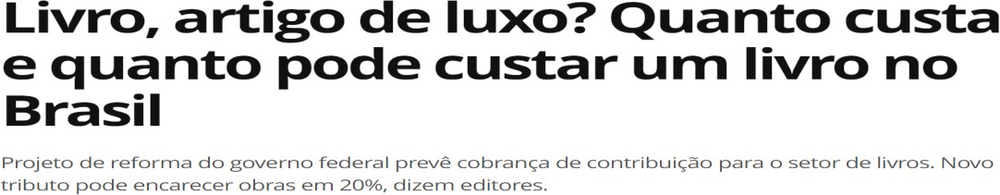 Livro, artigo de luxo? Quanto custa
e quanto pode custar um livro no
Brasil
Projeto de reforma do governo federal prevê cobrança de contribuição para o setor de livros. Novo
tributo pode encarecer obras em 20%, dizem editores.